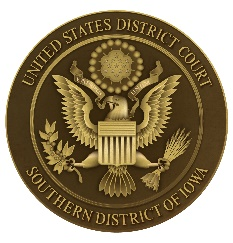 UNITED STATES DISTRICT COURT
SOUTHERN DISTRICT OF IOWA